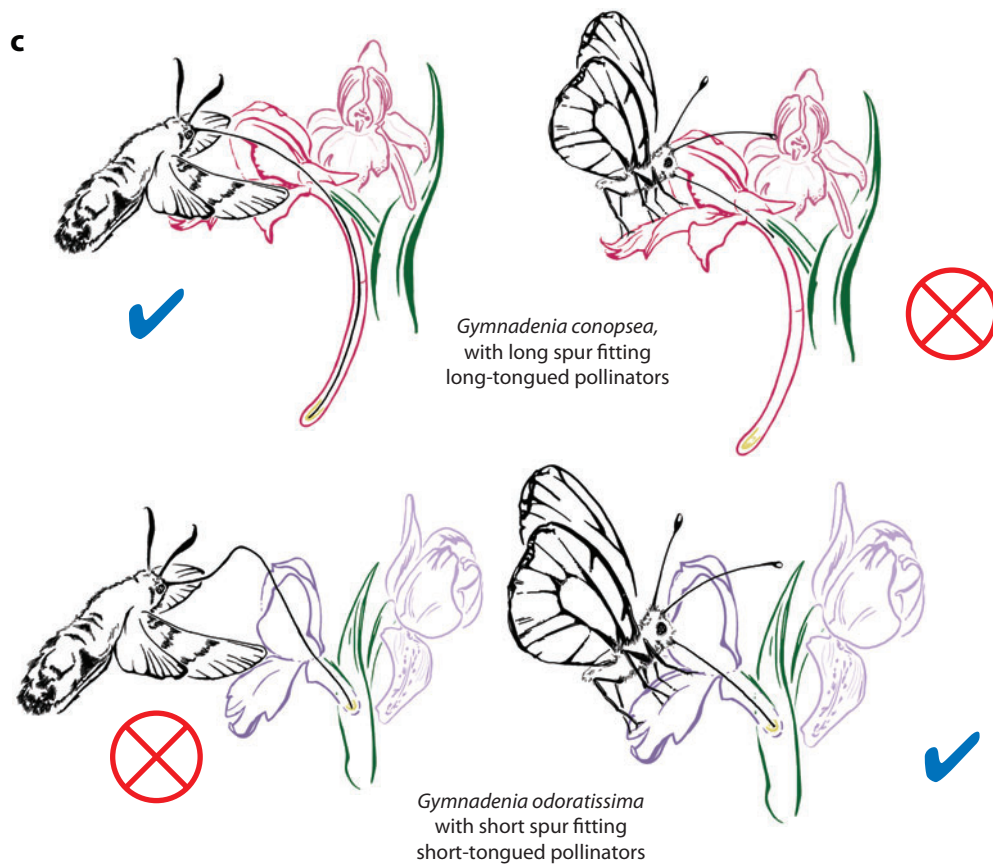 c
Gymnadenia conopsea,
with long spur fitting
long-tongued pollinators
Gymnadenia odoratissima
with short spur fitting
short-tongued pollinators